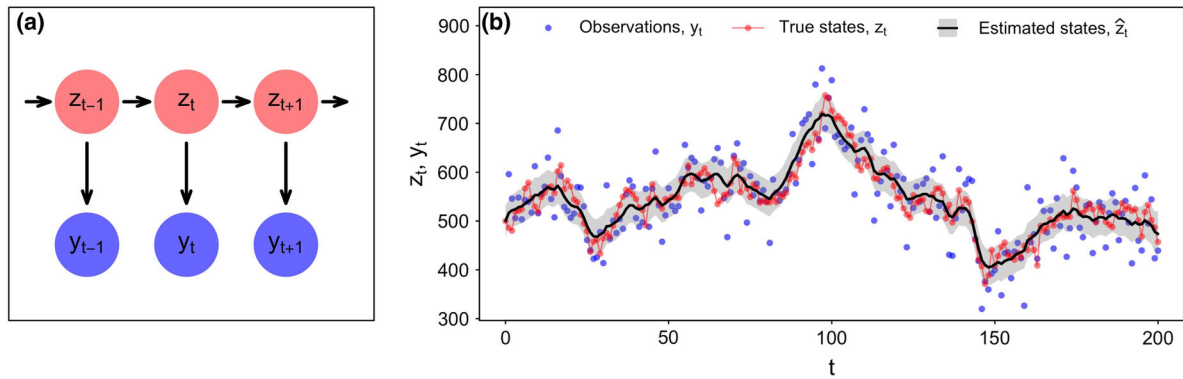 (a)
z_{t−1} z_t z_{t+1}
y_{t−1} y_t y_{t+1}
(b)
Observations, y_t True states, z_t Estimated states, ẑ_t
z_t, y_t
900
800
700
600
500
400
300
0 50 100 150 200
t